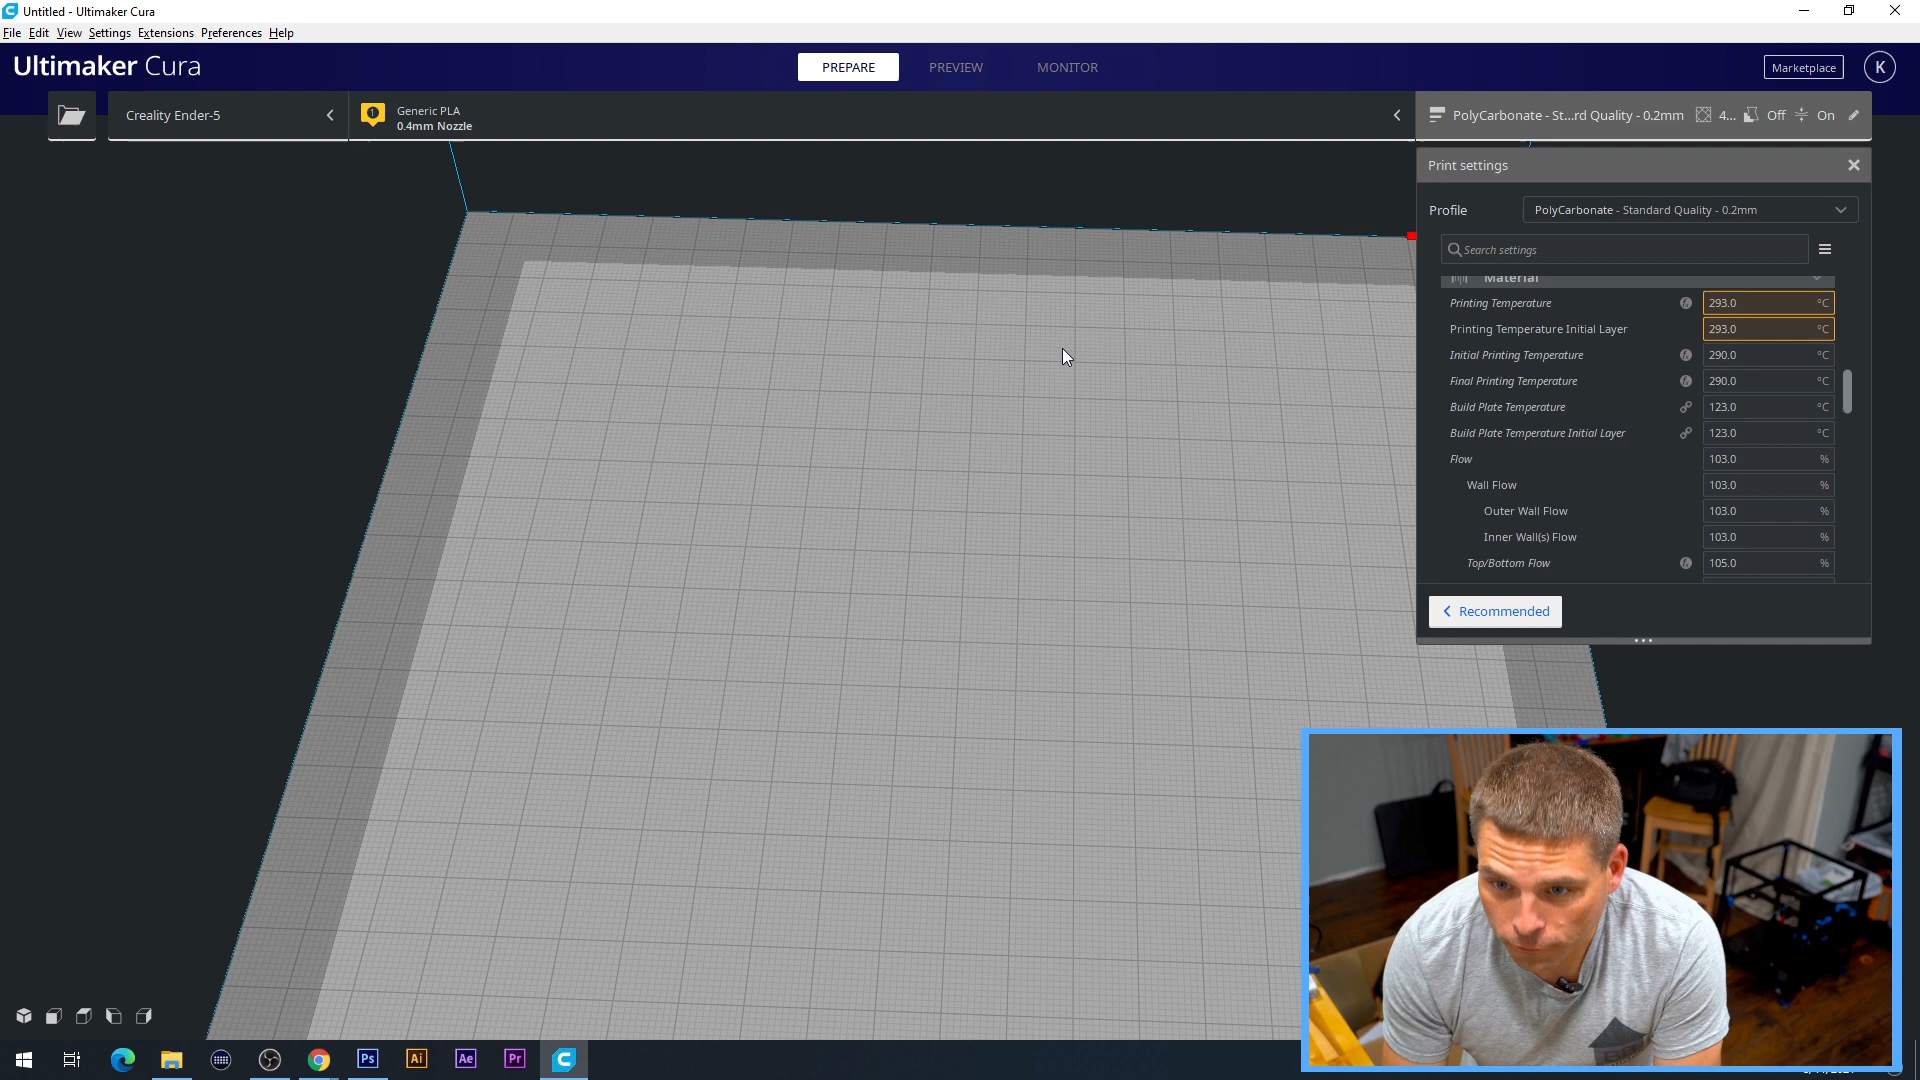 Untitled - Ultimaker Cura
File Edit View Settings Extensions Preferences Help
Ultimaker Cura
PREPARE
PREVIEW
MONITOR
Marketplace
K
Creality Ender-5
1
Generic PLA
0.4mm Nozzle
PolyCarbonate - St...rd Quality - 0.2mm 4... Off On
Print settings
Profile PolyCarbonate - Standard Quality - 0.2mm
Search settings
Material
Printing Temperature 293.0 °C
Printing Temperature Initial Layer 293.0 °C
Initial Printing Temperature 290.0 °C
Final Printing Temperature 290.0 °C
Build Plate Temperature 123.0 °C
Build Plate Temperature Initial Layer 123.0 °C
Flow 103.0 %
Wall Flow 103.0 %
Outer Wall Flow 103.0 %
Inner Wall(s) Flow 103.0 %
Top/Bottom Flow 105.0 %
Recommended
Ps Ai Ae Pr